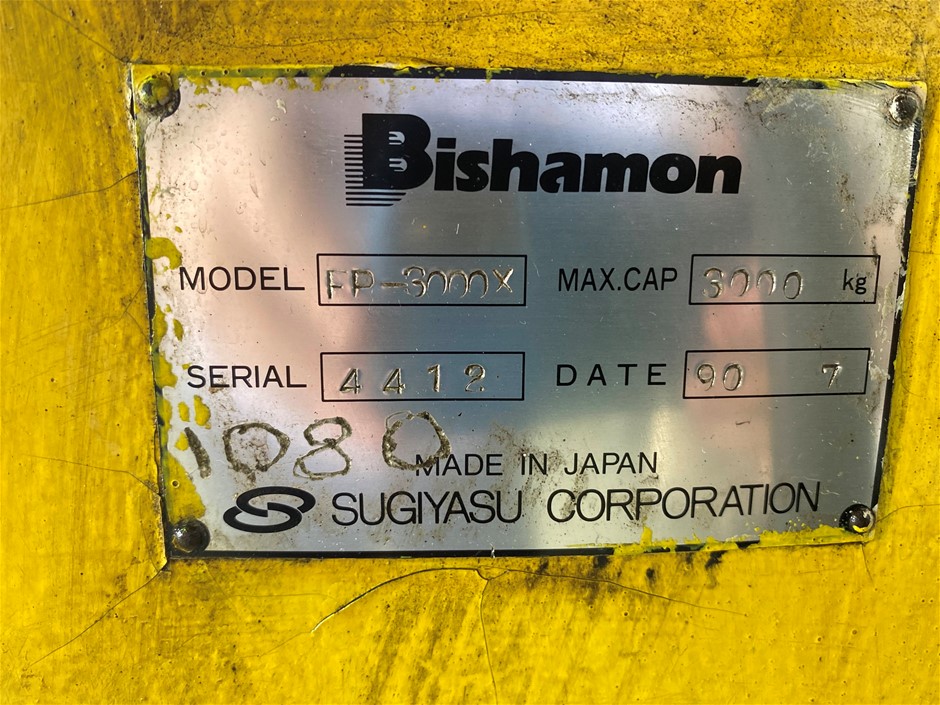 Bishamon
MODEL FP-3000X MAX.CAP 3000 kg
SERIAL 4412 DATE 90 7
1080
MADE IN JAPAN
SUGIYASU CORPORATION